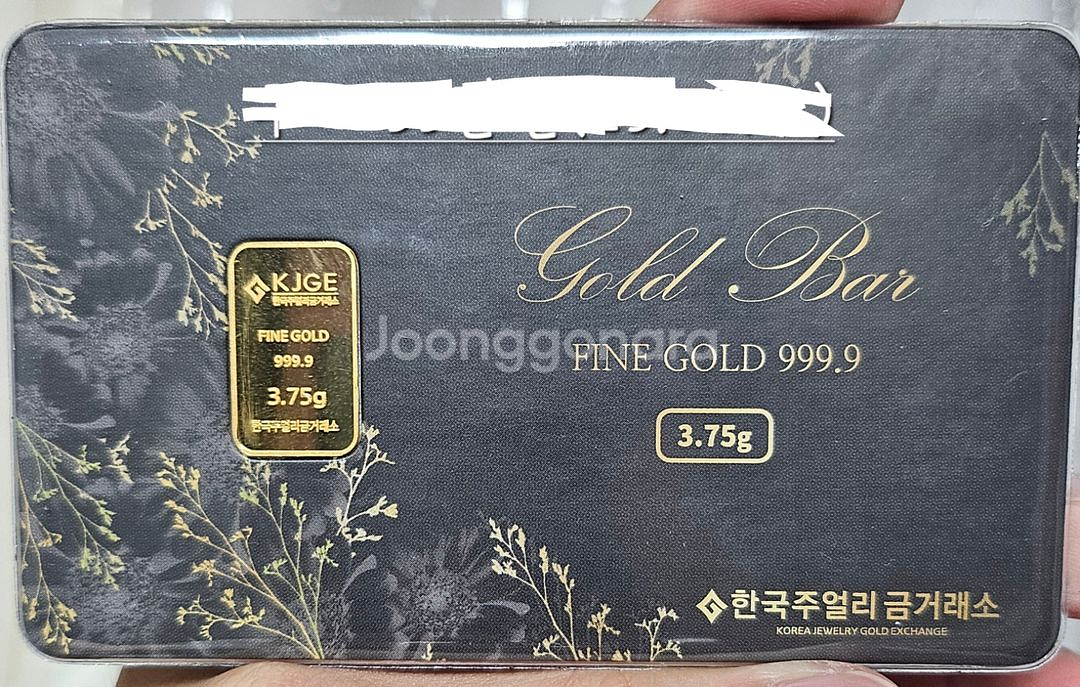 KJGE
한국주얼리금거래소
FINE GOLD
999.9
3.75g
한국주얼리금거래소
Gold Bar
Joonggonara
FINE GOLD 999.9
3.75g
한국주얼리 금거래소
KOREA JEWELRY GOLD EXCHANGE